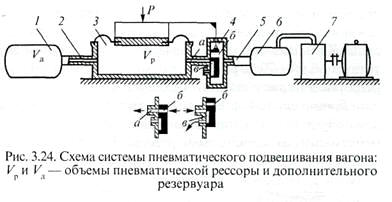 P
1 2 3 4 5 6 7
Vд Vр а б в
б б
а в
Рис. 3.24. Схема системы пневматического подвешивания вагона:
Vр и Vд — объемы пневматической рессоры и дополнительного
резервуара